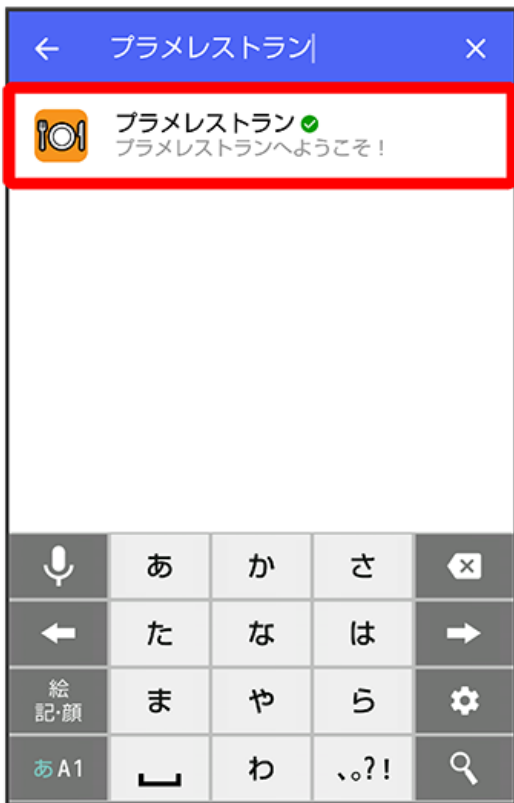 プラメレストラン
プラメレストラン
プラメレストランへようこそ！
あ
か
さ
た
な
は
絵
記・顔
ま
や
ら
あA1
わ
､｡?!